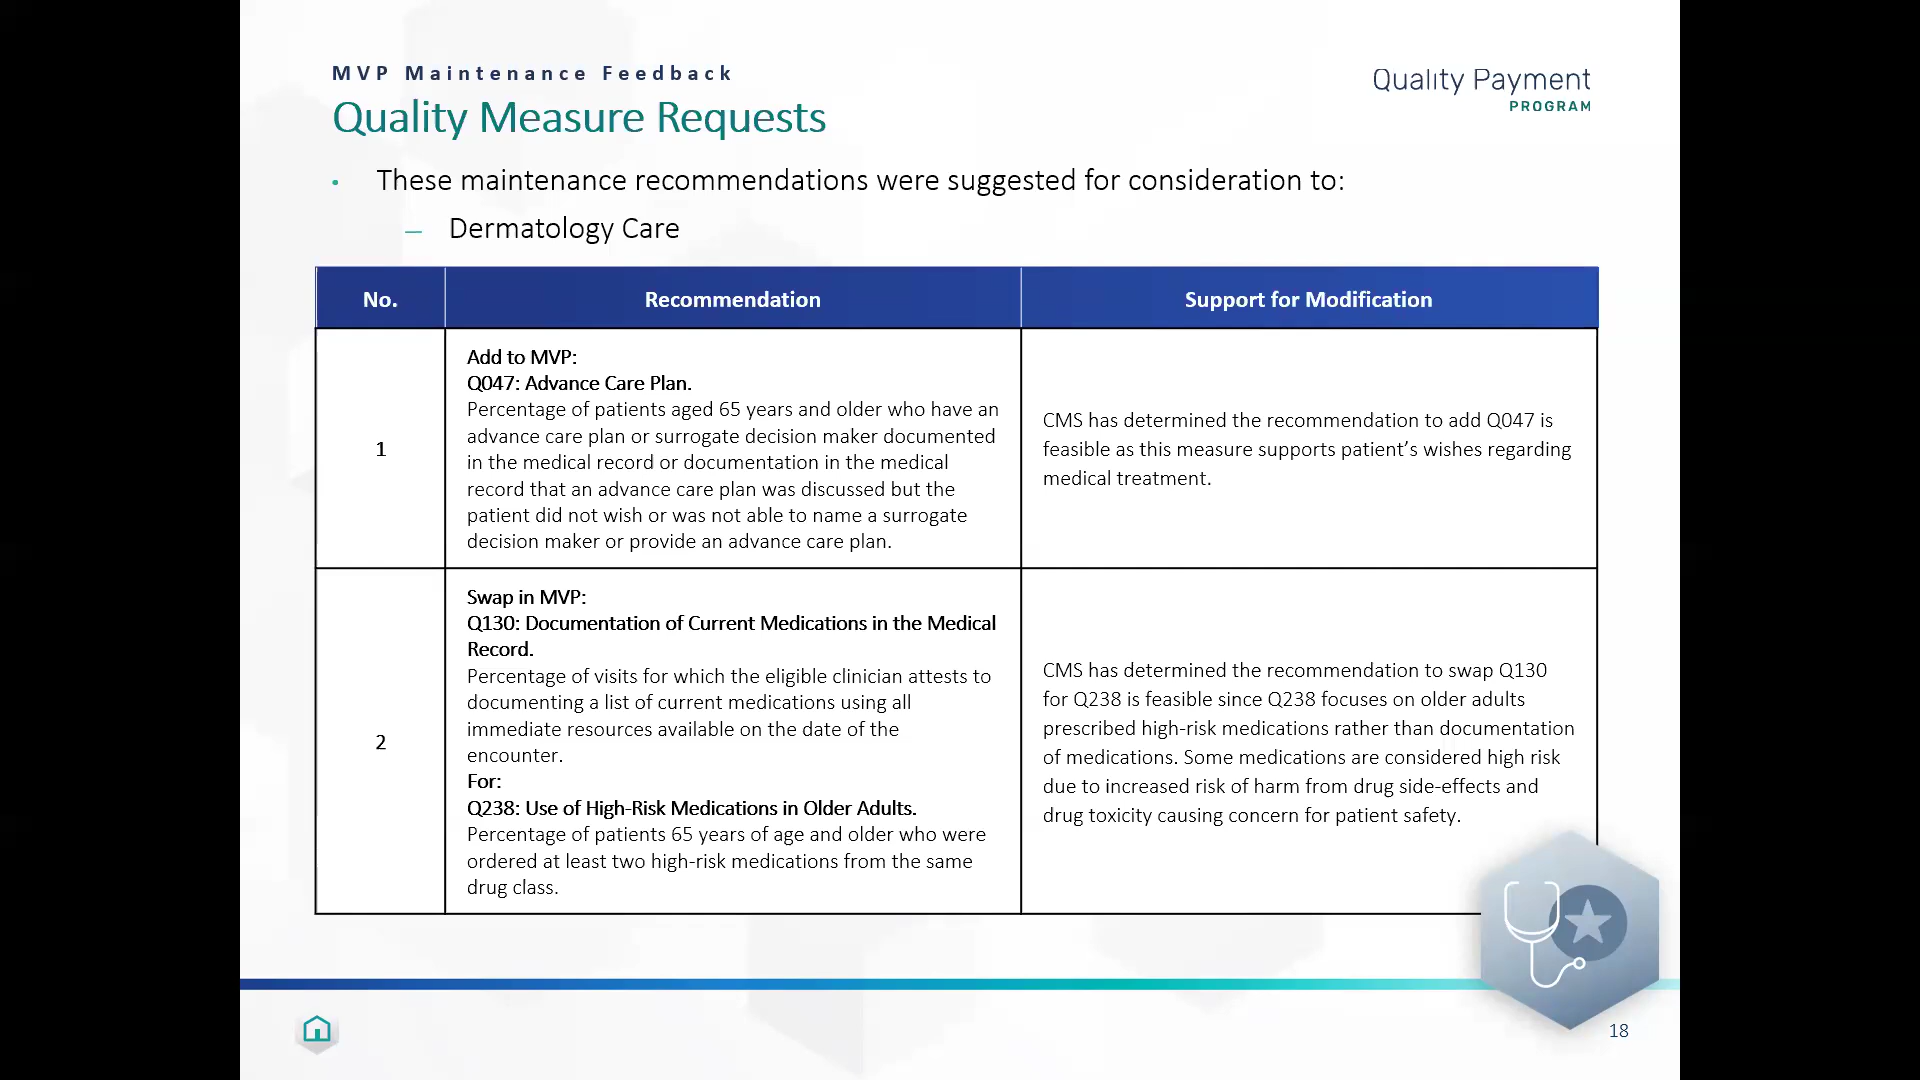 MVP Maintenance Feedback
Quality Measure Requests
Quality Payment
PROGRAM
• These maintenance recommendations were suggested for consideration to:
– Dermatology Care
No.
Recommendation
Support for Modification
1
Add to MVP:
Q047: Advance Care Plan.
Percentage of patients aged 65 years and older who have an
advance care plan or surrogate decision maker documented
in the medical record or documentation in the medical
record that an advance care plan was discussed but the
patient did not wish or was not able to name a surrogate
decision maker or provide an advance care plan.
CMS has determined the recommendation to add Q047 is
feasible as this measure supports patient’s wishes regarding
medical treatment.
2
Swap in MVP:
Q130: Documentation of Current Medications in the Medical
Record.
Percentage of visits for which the eligible clinician attests to
documenting a list of current medications using all
immediate resources available on the date of the
encounter.
For:
Q238: Use of High-Risk Medications in Older Adults.
Percentage of patients 65 years of age and older who were
ordered at least two high-risk medications from the same
drug class.
CMS has determined the recommendation to swap Q130
for Q238 is feasible since Q238 focuses on older adults
prescribed high-risk medications rather than documentation
of medications. Some medications are considered high risk
due to increased risk of harm from drug side-effects and
drug toxicity causing concern for patient safety.
18